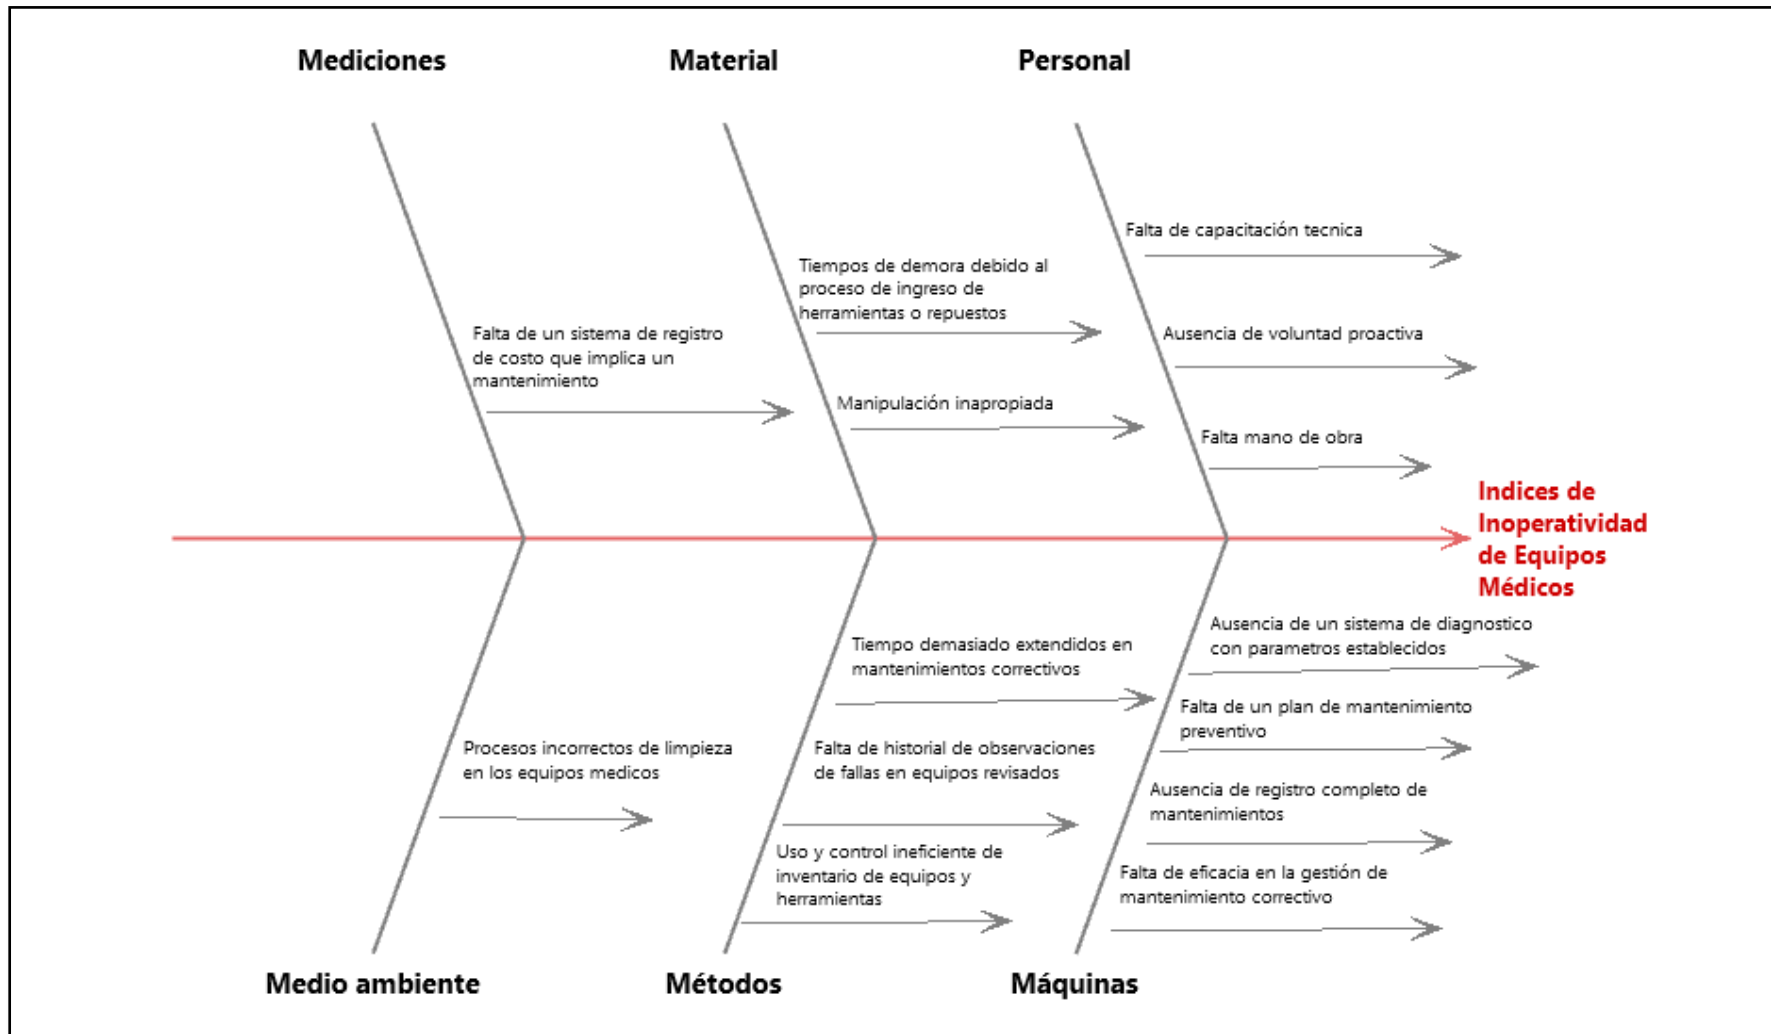 Mediciones
Material
Personal
Falta de un sistema de registro
de costo que implica un
mantenimiento
Tiempos de demora debido al
proceso de ingreso de
herramientas o repuestos
Manipulación inapropiada
Falta de capacitación tecnica
Ausencia de voluntad proactiva
Falta mano de obra
Indices de
Inoperatividad
de Equipos
Médicos
Procesos incorrectos de limpieza
en los equipos medicos
Tiempo demasiado extendidos en
mantenimientos correctivos
Falta de historial de observaciones
de fallas en equipos revisados
Uso y control ineficiente de
inventario de equipos y
herramientas
Ausencia de un sistema de diagnostico
con parametros establecidos
Falta de un plan de mantenimiento
preventivo
Ausencia de registro completo de
mantenimientos
Falta de eficacia en la gestión de
mantenimiento correctivo
Medio ambiente
Métodos
Máquinas